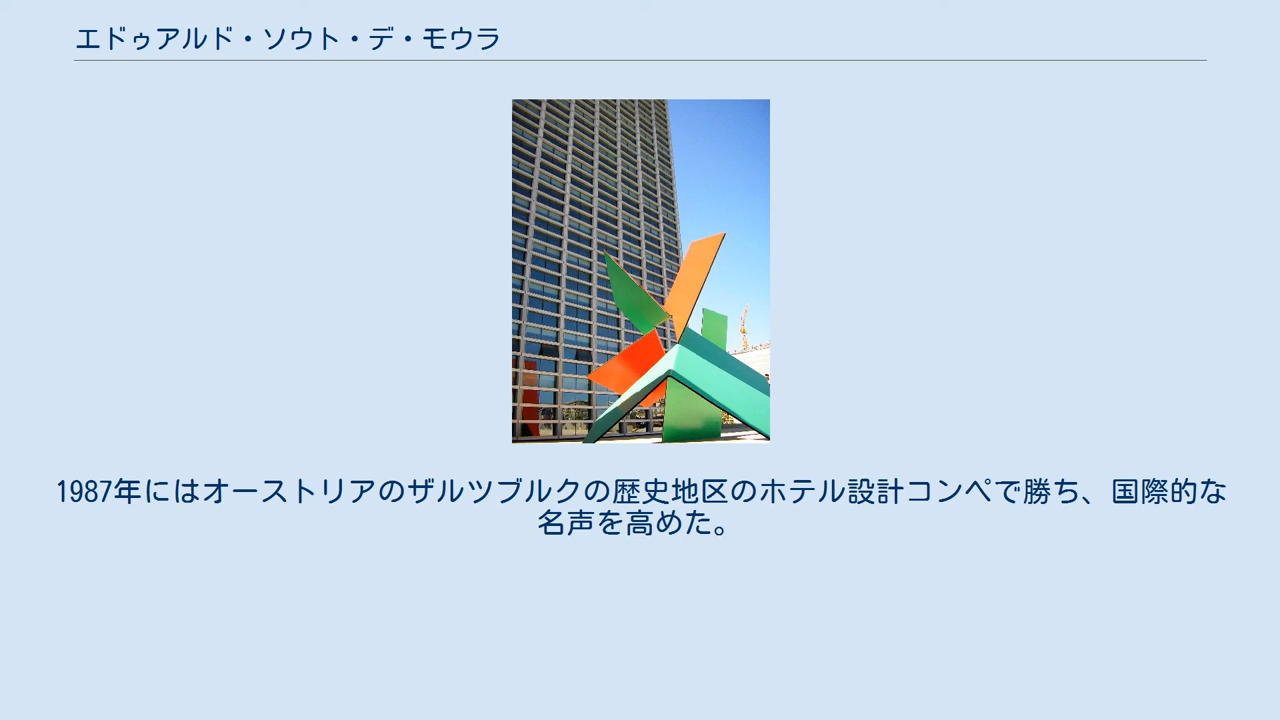 エドゥアルド・ソウト・デ・モウラ
1987年にはオーストリアのザルツブルクの歴史地区のホテル設計コンペで勝ち、国際的な
名声を高めた。